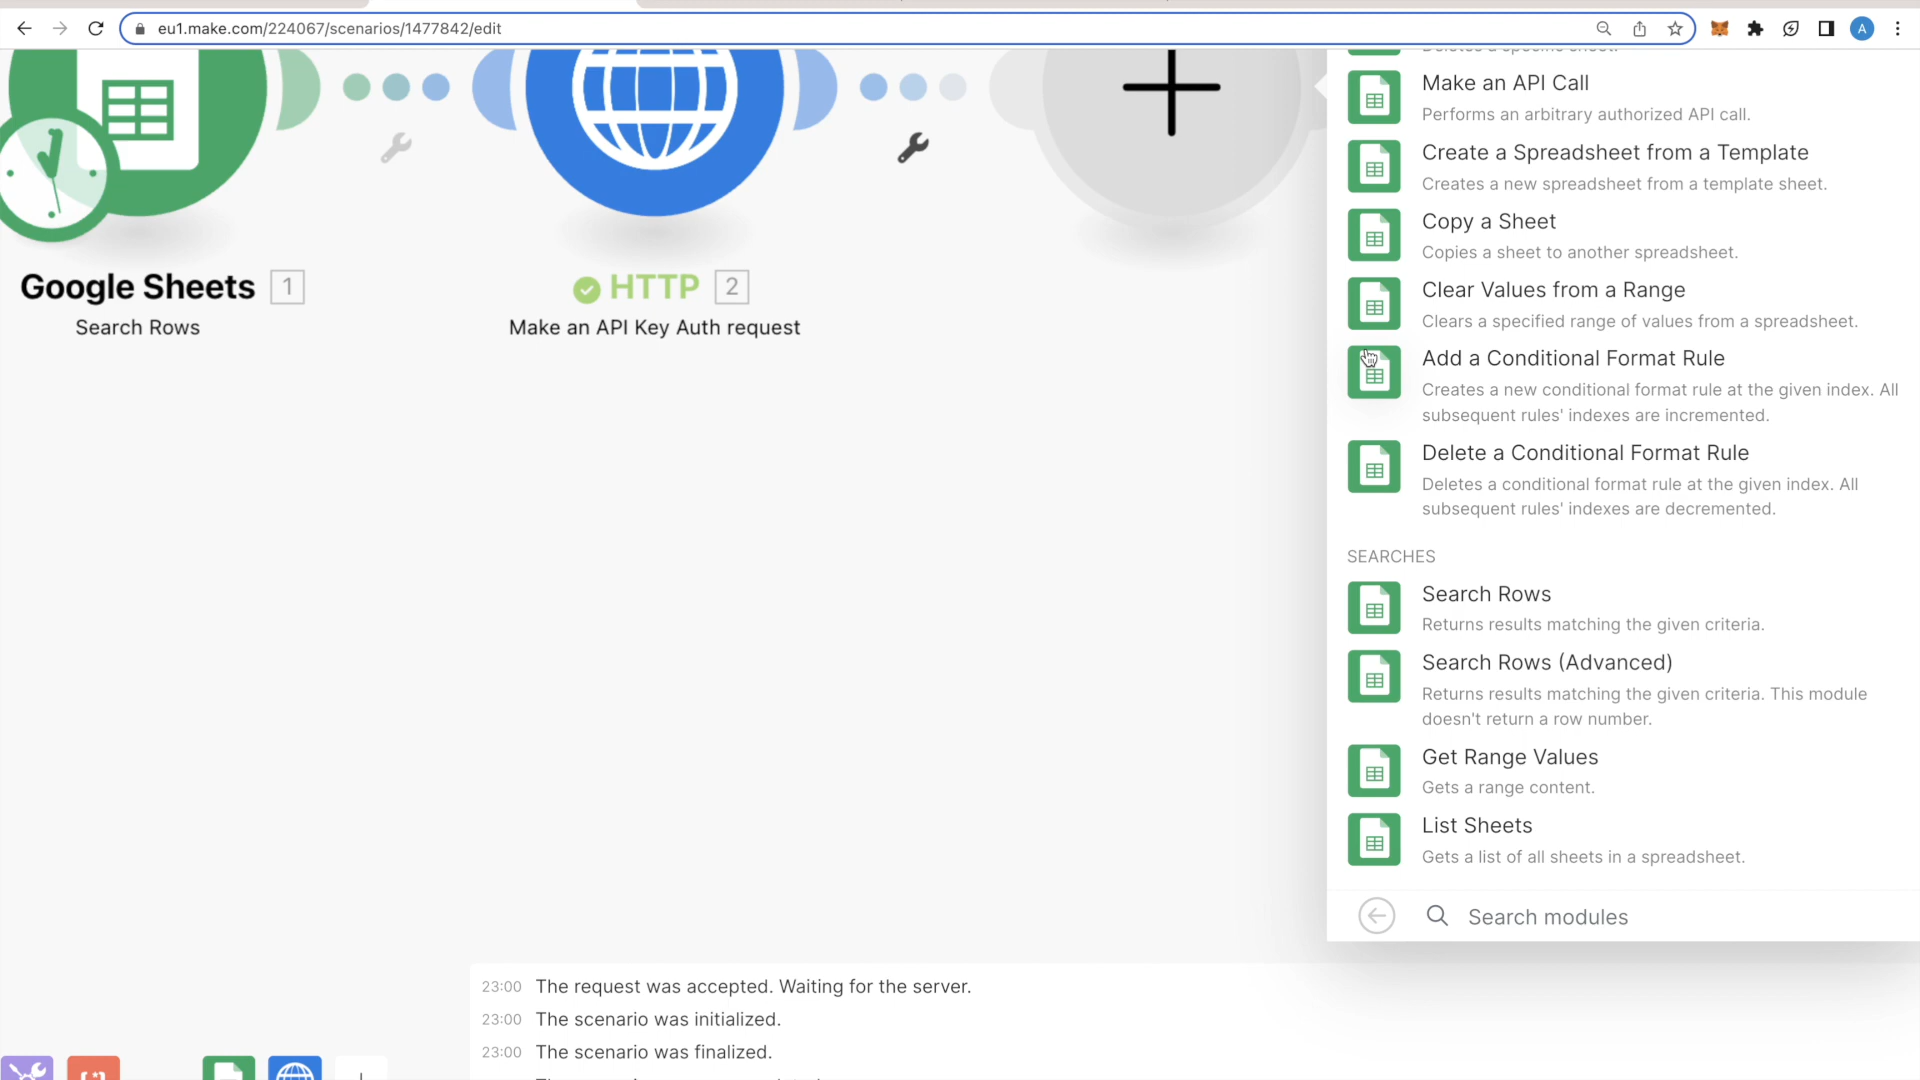 eu1.make.com/224067/scenarios/1477842/edit
A
Make an API Call
Performs an arbitrary authorized API call.
Create a Spreadsheet from a Template
Creates a new spreadsheet from a template sheet.
Copy a Sheet
Copies a sheet to another spreadsheet.
Clear Values from a Range
Clears a specified range of values from a spreadsheet.
Add a Conditional Format Rule
Creates a new conditional format rule at the given index. All
subsequent rules' indexes are incremented.
Delete a Conditional Format Rule
Deletes a conditional format rule at the given index. All
subsequent rules' indexes are decremented.
SEARCHES
Search Rows
Returns results matching the given criteria.
Search Rows (Advanced)
Returns results matching the given criteria. This module
doesn't return a row number.
Get Range Values
Gets a range content.
List Sheets
Gets a list of all sheets in a spreadsheet.
Search modules
Google Sheets 1
Search Rows
HTTP 2
Make an API Key Auth request
23:00 The request was accepted. Waiting for the server.
23:00 The scenario was initialized.
23:00 The scenario was finalized.